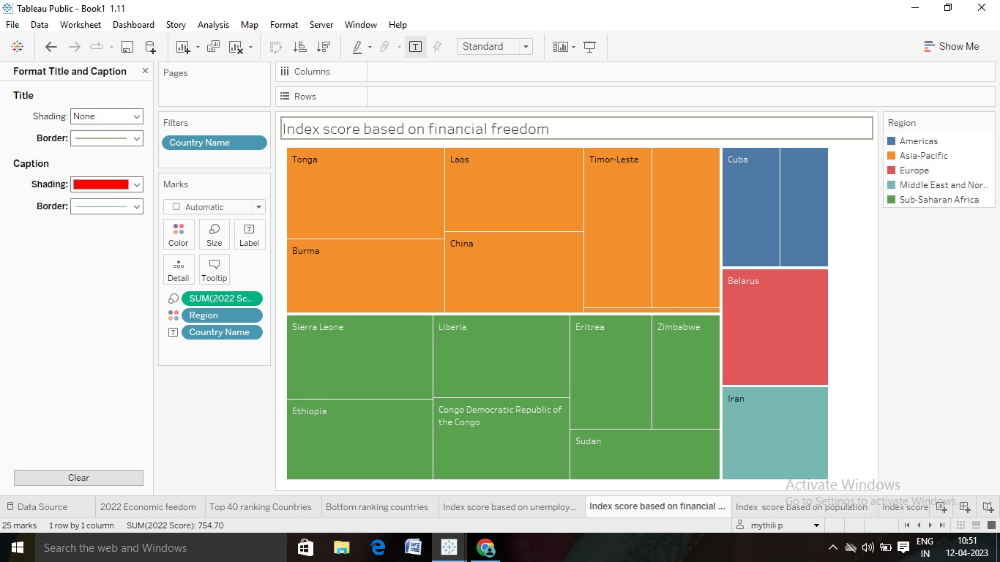 Tableau Public - Book1 1.11
File Data Worksheet Dashboard Story Analysis Map Format Server Window Help
Standard
Show Me
Format Title and Caption
Title
Shading: None
Border:
Caption
Shading:
Border:
Clear
Pages
Filters
Country Name
Marks
Automatic
Color Size Label
Detail Tooltip
SUM(2022 Sc..
Region
Country Name
Columns
Rows
Index score based on financial freedom
Tonga
Laos
Timor-Leste
Cuba
Burma
China
Belarus
Sierra Leone
Liberia
Eritrea
Zimbabwe
Ethiopia
Congo Democratic Republic of
the Congo
Sudan
Iran
Region
Americas
Asia-Pacific
Europe
Middle East and Nor..
Sub-Saharan Africa
Activate Windows
Go to Settings to activate Windows.
Data Source 2022 Economic feedom Top 40 ranking Countries Bottom ranking countries Index score based on unemploy... Index score based on financial ... Index score based on population Index score
25 marks 1 row by 1 column SUM(2022 Score): 754.70
mythili p
Search the web and Windows
ENG
IN
10:51
12-04-2023